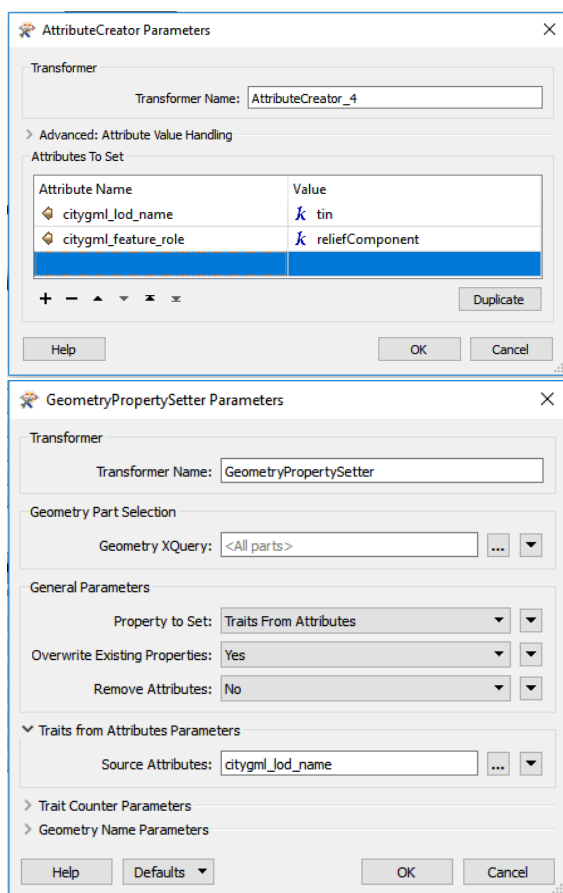 AttributeCreator Parameters
Transformer
Transformer Name: AttributeCreator_4
Advanced: Attribute Value Handling
Attributes To Set
Attribute Name Value
citygml_lod_name k tin
citygml_feature_role k reliefComponent
Duplicate
Help OK Cancel
GeometryPropertySetter Parameters
Transformer
Transformer Name: GeometryPropertySetter
Geometry Part Selection
Geometry XQuery: <All parts> ...
General Parameters
Property to Set: Traits From Attributes
Overwrite Existing Properties: Yes
Remove Attributes: No
Traits from Attributes Parameters
Source Attributes: citygml_lod_name ...
Trait Counter Parameters
Geometry Name Parameters
Help Defaults OK Cancel